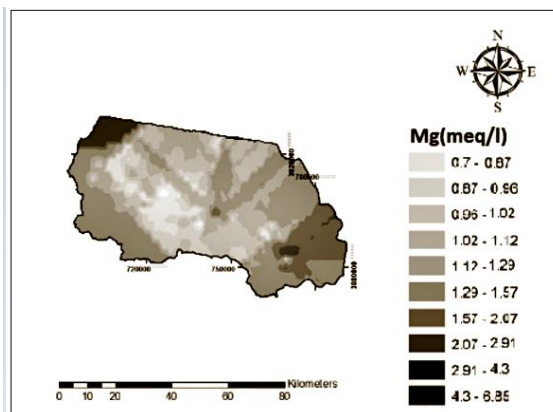 N
W E
S
Mg(meq/l)
0.7 - 0.87
0.87 - 0.96
0.96 - 1.02
1.02 - 1.12
1.12 - 1.29
1.29 - 1.57
1.57 - 2.07
2.07 - 2.91
2.91 - 4.3
4.3 - 6.85
780000
720000
750000
Kilometers
0 5 10 20 40 60 80